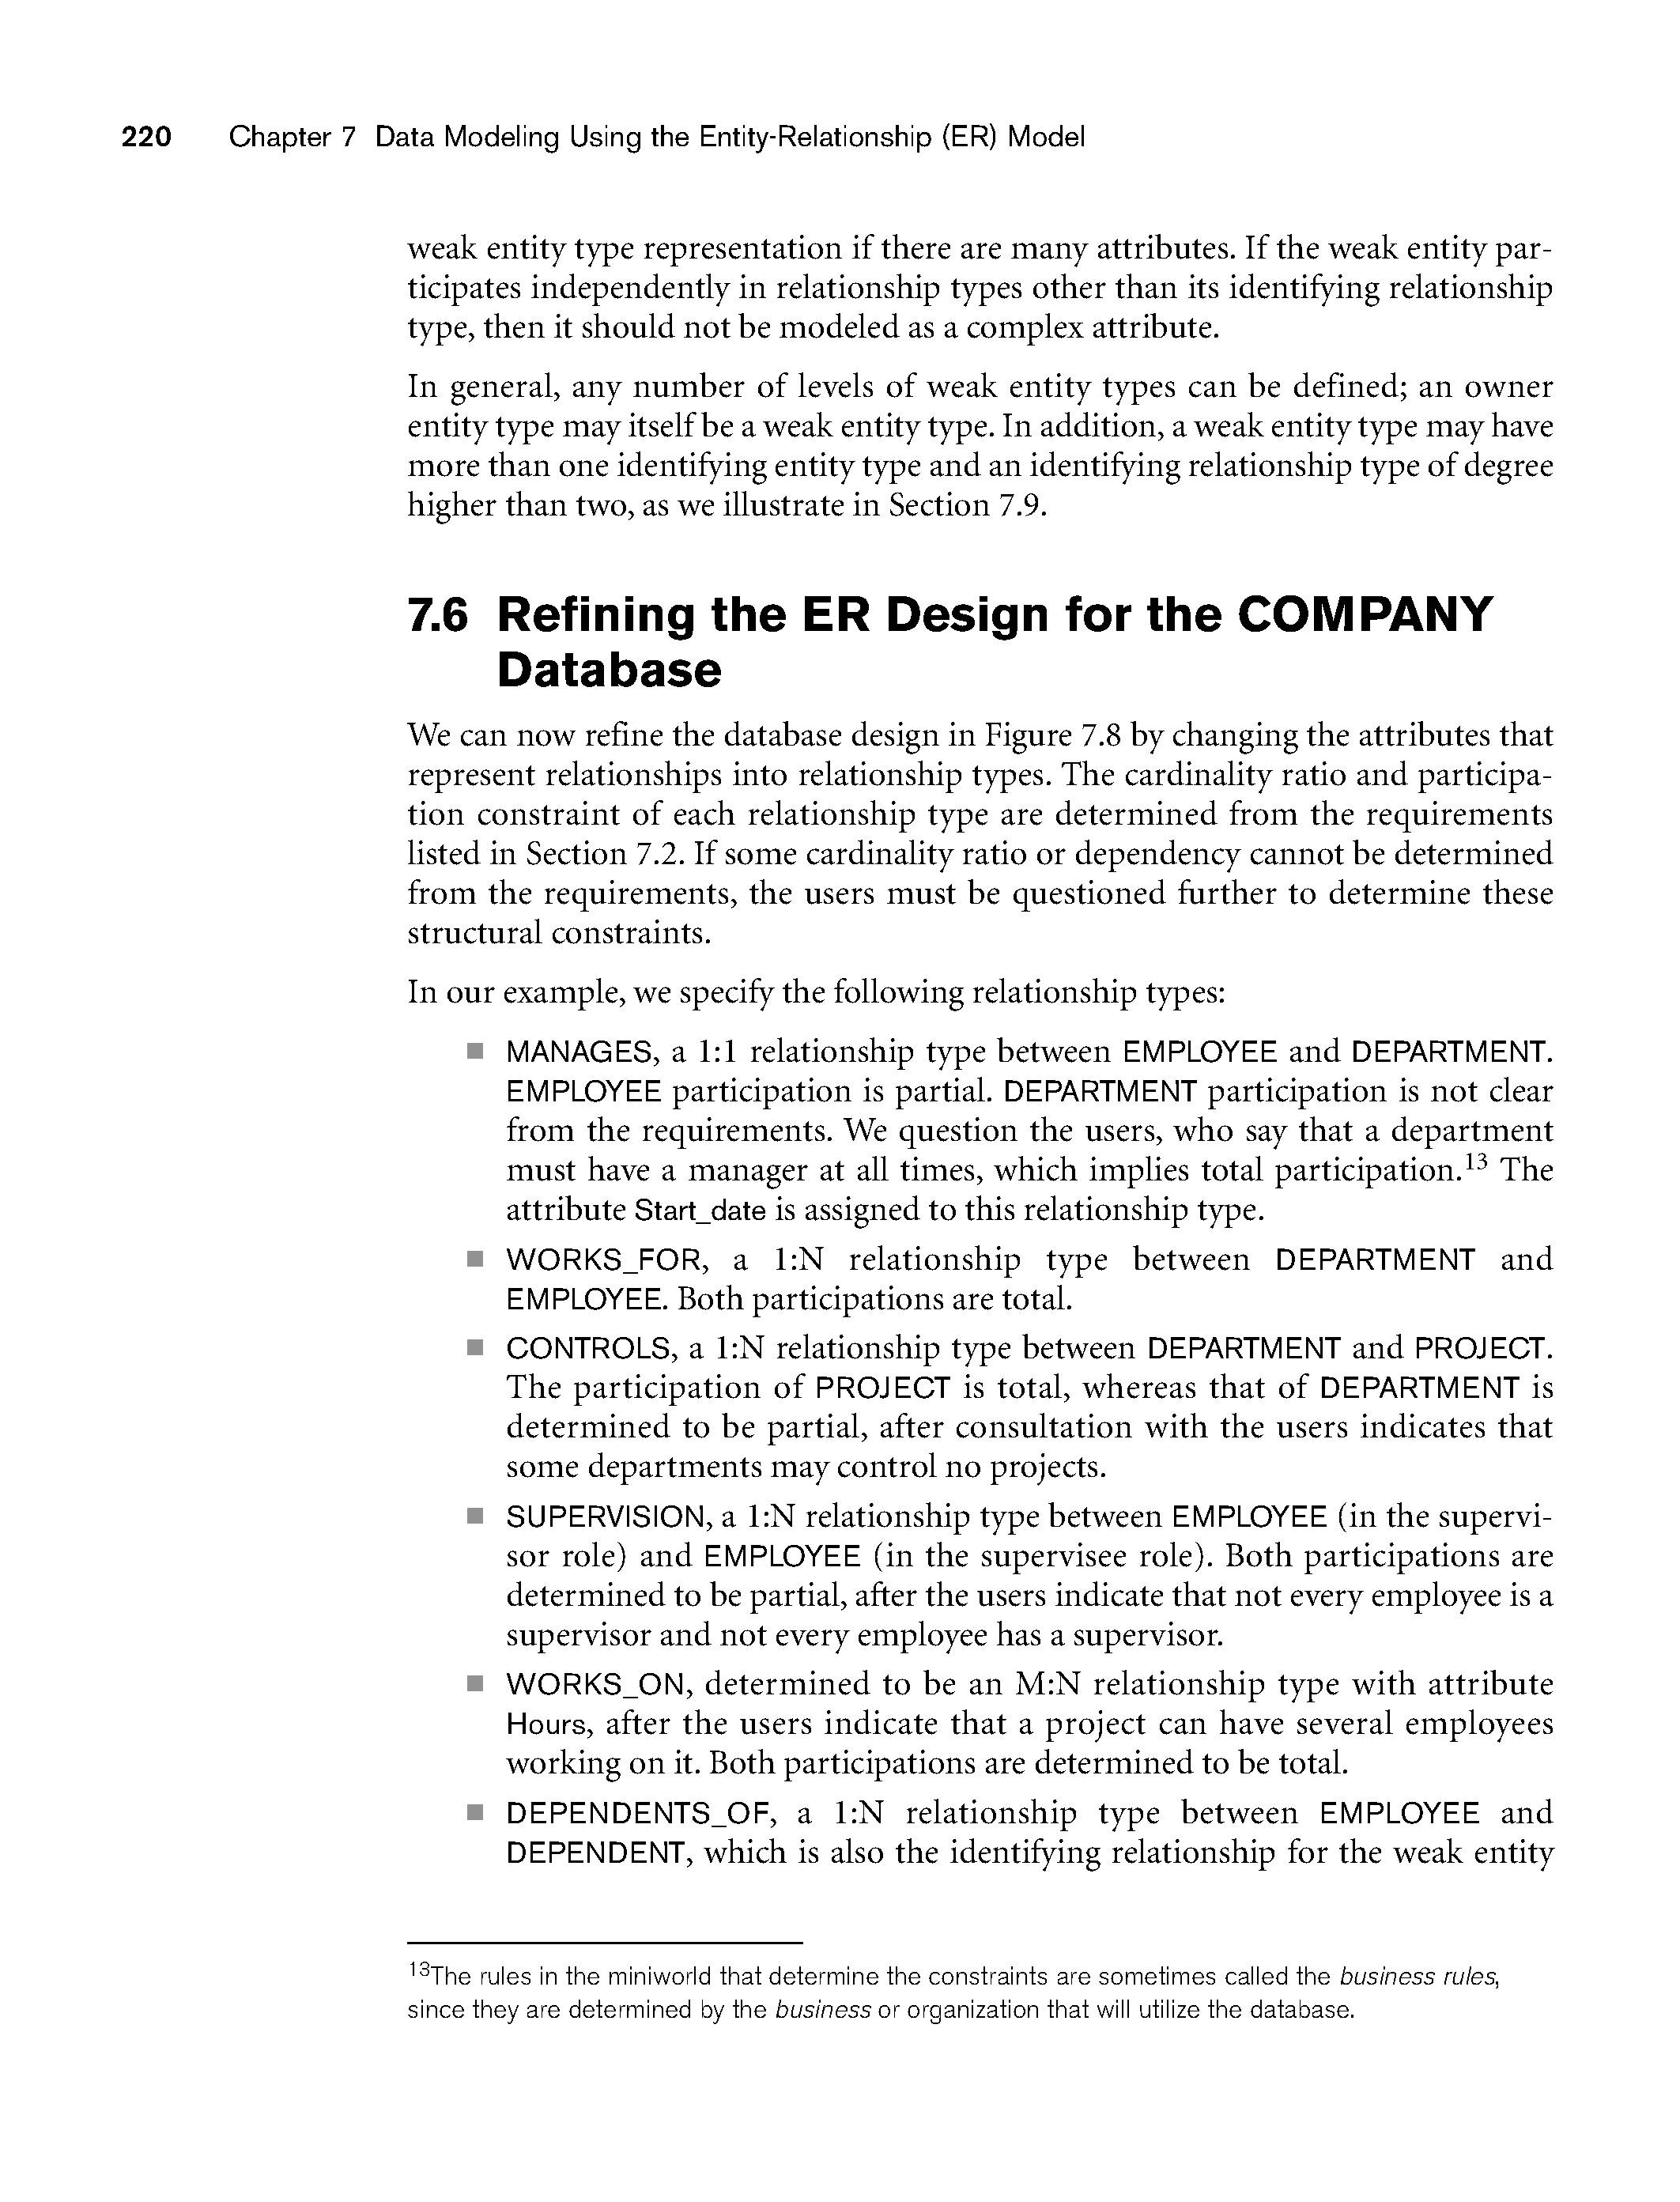 220 Chapter 7 Data Modeling Using the Entity-Relationship (ER) Model
weak entity type representation if there are many attributes. If the weak entity par-
ticipates independently in relationship types other than its identifying relationship
type, then it should not be modeled as a complex attribute.
In general, any number of levels of weak entity types can be defined; an owner
entity type may itself be a weak entity type. In addition, a weak entity type may have
more than one identifying entity type and an identifying relationship type of degree
higher than two, as we illustrate in Section 7.9.
7.6 Refining the ER Design for the COMPANY
Database
We can now refine the database design in Figure 7.8 by changing the attributes that
represent relationships into relationship types. The cardinality ratio and participa-
tion constraint of each relationship type are determined from the requirements
listed in Section 7.2. If some cardinality ratio or dependency cannot be determined
from the requirements, the users must be questioned further to determine these
structural constraints.
In our example, we specify the following relationship types:
■ MANAGES, a 1:1 relationship type between EMPLOYEE and DEPARTMENT.
EMPLOYEE participation is partial. DEPARTMENT participation is not clear
from the requirements. We question the users, who say that a department
must have a manager at all times, which implies total participation.¹³ The
attribute Start_date is assigned to this relationship type.
■ WORKS_FOR, a 1:N relationship type between DEPARTMENT and
EMPLOYEE. Both participations are total.
■ CONTROLS, a 1:N relationship type between DEPARTMENT and PROJECT.
The participation of PROJECT is total, whereas that of DEPARTMENT is
determined to be partial, after consultation with the users indicates that
some departments may control no projects.
■ SUPERVISION, a 1:N relationship type between EMPLOYEE (in the supervi-
sor role) and EMPLOYEE (in the supervisee role). Both participations are
determined to be partial, after the users indicate that not every employee is a
supervisor and not every employee has a supervisor.
■ WORKS_ON, determined to be an M:N relationship type with attribute
Hours, after the users indicate that a project can have several employees
working on it. Both participations are determined to be total.
■ DEPENDENTS_OF, a 1:N relationship type between EMPLOYEE and
DEPENDENT, which is also the identifying relationship for the weak entity
¹³The rules in the miniworld that determine the constraints are sometimes called the business rules,
since they are determined by the business or organization that will utilize the database.